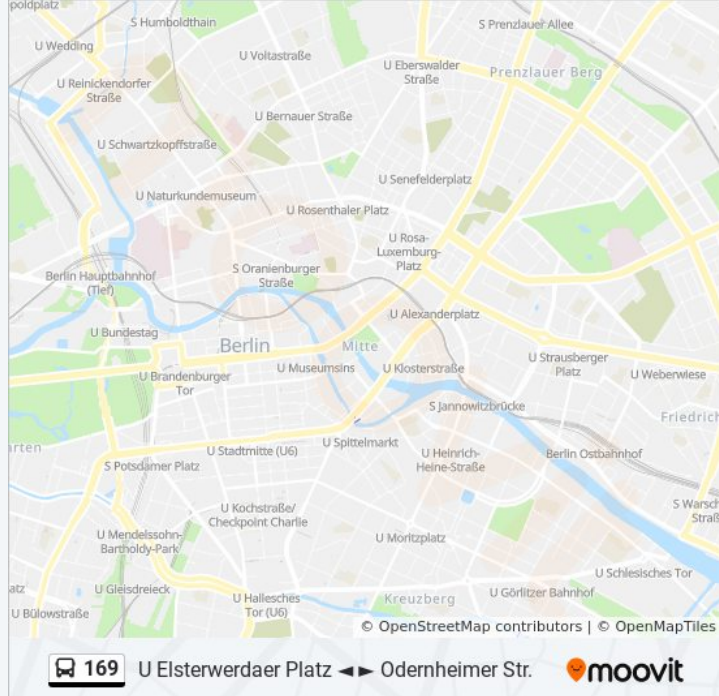 poldplatz
S Humboldthain
S Prenzlauer Allee
U Wedding
U Voltastraße
U Eberswalder
Straße
Prenzlauer Berg
U Reinickendorfer
Straße
U Bernauer Straße
U Schwartzkopffstraße
U Senefelderplatz
U Naturkundemuseum
U Rosenthaler Platz
U Rosa-
Luxemburg-
Platz
Berlin Hauptbahnhof
(Tief)
S Oranienburger
Straße
U Alexanderplatz
U Bundestag
Berlin
Mitte
U Strausberger
Platz
U Brandenburger
Tor
U Museumsins
U Klosterstraße
U Weberwiese
S Jannowitzbrücke
Friedrich
arten
U Stadtmitte (U6)
U Spittelmarkt
U Heinrich-
Heine-Straße
Berlin Ostbahnhof
S Potsdamer Platz
S Warsch
Straß
U Kochstraße/
Checkpoint Charlie
U Mendelssohn-
Bartholdy-Park
U Moritzplatz
U Schlesisches Tor
atz
U Gleisdreieck
U Hallesches
Tor (U6)
Kreuzberg
U Görlitzer Bahnhof
U Bülowstraße
© OpenStreetMap contributors | © OpenMapTiles
169 U Elsterwerdaer Platz ◄► Odernheimer Str.
moovit